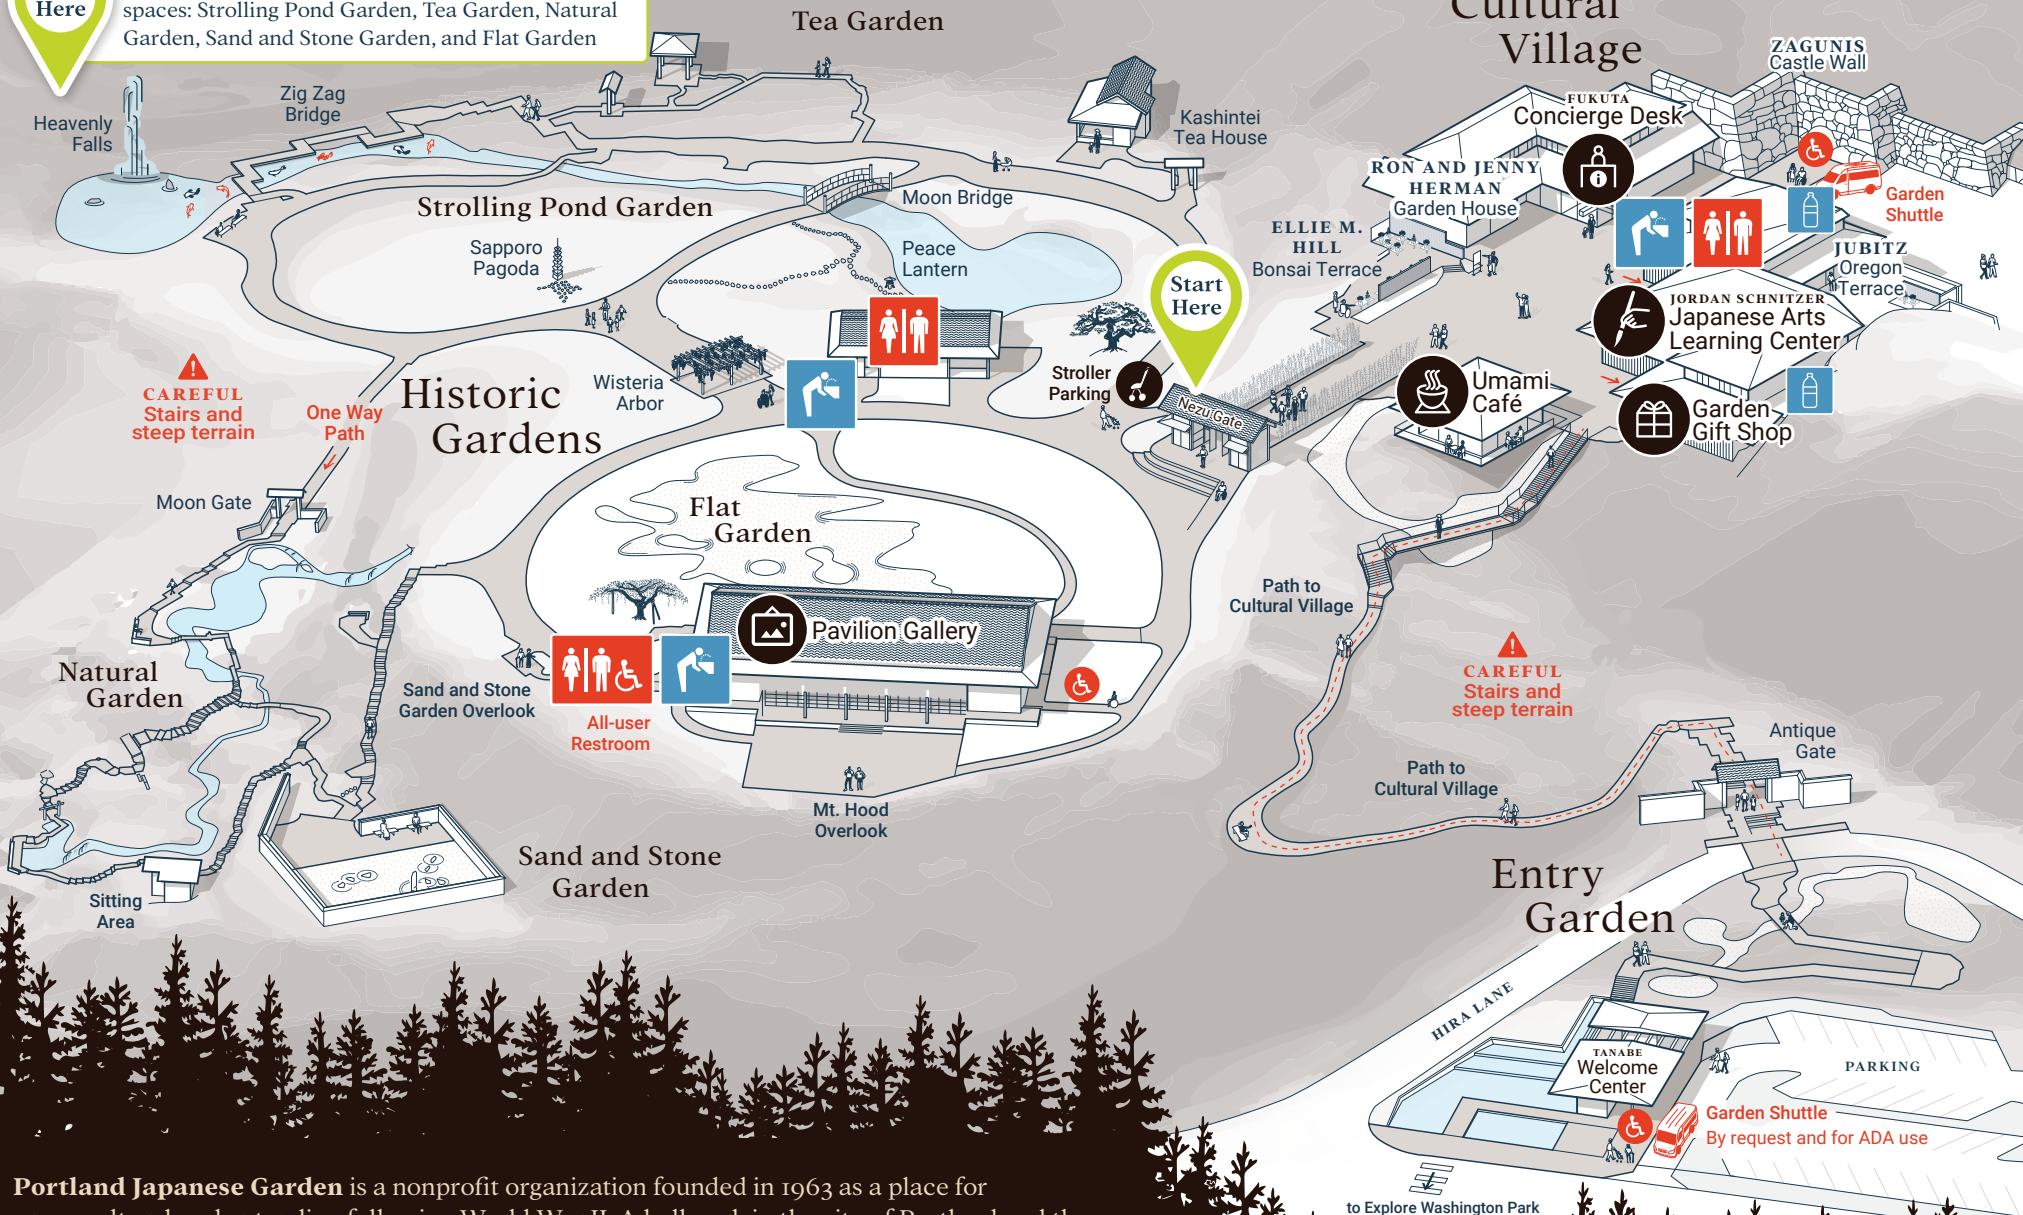 Here
spaces: Strolling Pond Garden, Tea Garden, Natural
Garden, Sand and Stone Garden, and Flat Garden
Tea Garden
Cultural
Village
ZAGUNIS
Castle Wall
Heavenly
Falls
Zig Zag
Bridge
Kashintei
Tea House
FUKUTA
Concierge Desk
RON AND JENNY
HERMAN
Garden House
Garden
Shuttle
Strolling Pond Garden
Moon Bridge
Sapporo
Pagoda
Peace
Lantern
ELLIE M.
HILL
Bonsai Terrace
JUBITZ
Oregon
Terrace
Start
Here
JORDAN SCHNITZER
Japanese Arts
Learning Center
CAREFUL
Stairs and
steep terrain
One Way
Path
Historic
Gardens
Wisteria
Arbor
Stroller
Parking
Nezu Gate
Umami
Café
Garden
Gift Shop
Moon Gate
Flat
Garden
Path to
Cultural Village
Pavilion Gallery
Natural
Garden
Sand and Stone
Garden Overlook
All-user
Restroom
CAREFUL
Stairs and
steep terrain
Antique
Gate
Path to
Cultural Village
Mt. Hood
Overlook
Sand and Stone
Garden
Sitting
Area
Entry
Garden
HIRA LANE
TANABE
Welcome
Center
PARKING
Garden Shuttle
By request and for ADA use
Portland Japanese Garden is a nonprofit organization founded in 1963 as a place for
to Explore Washington Park